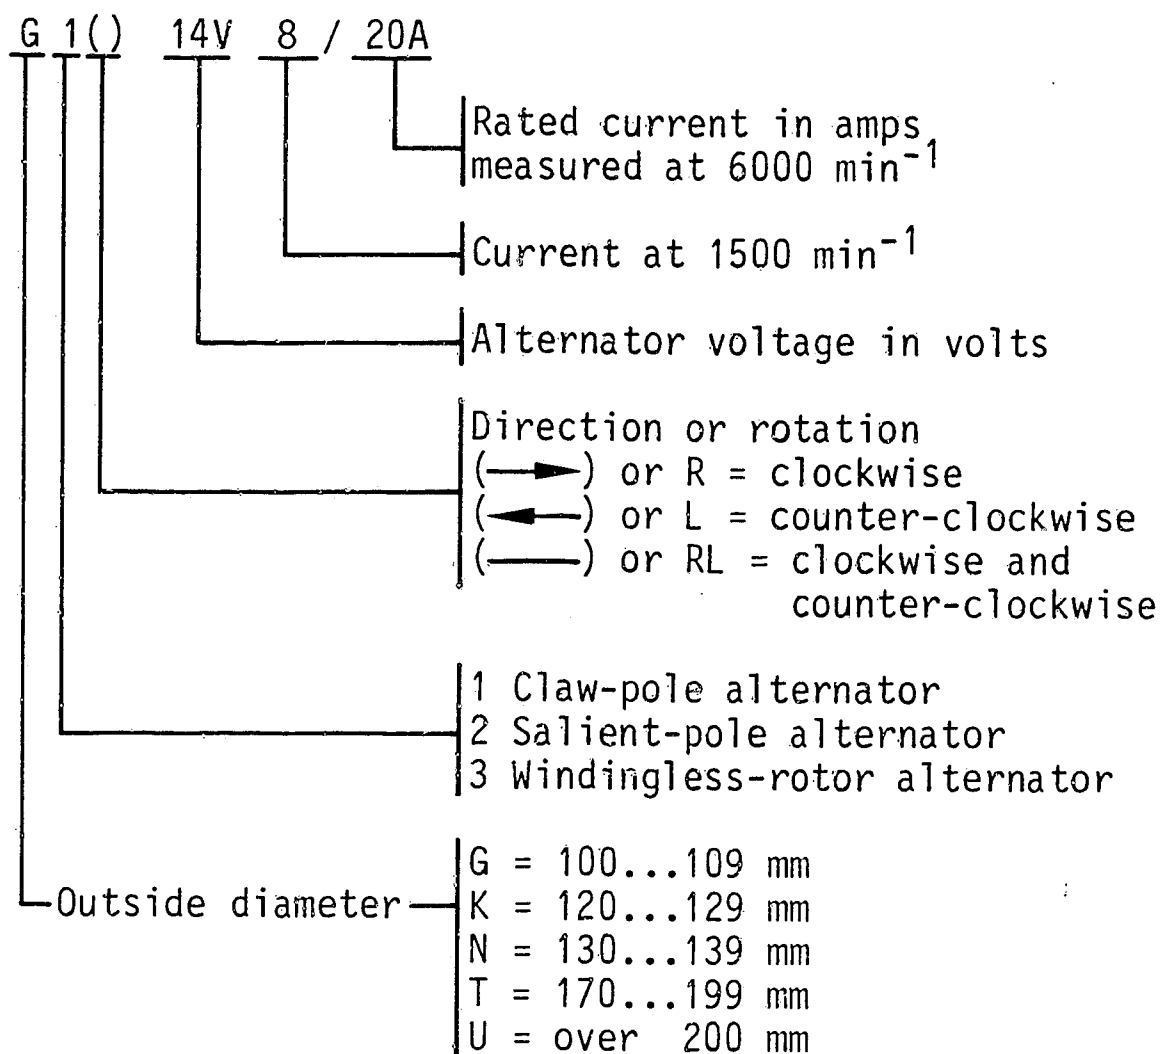 G 1() 14V 8 / 20A
Rated current in amps
measured at 6000 min⁻¹
Current at 1500 min⁻¹
Alternator voltage in volts
Direction or rotation
(→) or R = clockwise
(←) or L = counter-clockwise
(—) or RL = clockwise and
counter-clockwise
1 Claw-pole alternator
2 Salient-pole alternator
3 Windingless-rotor alternator
Outside diameter
G = 100...109 mm
K = 120...129 mm
N = 130...139 mm
T = 170...199 mm
U = over 200 mm